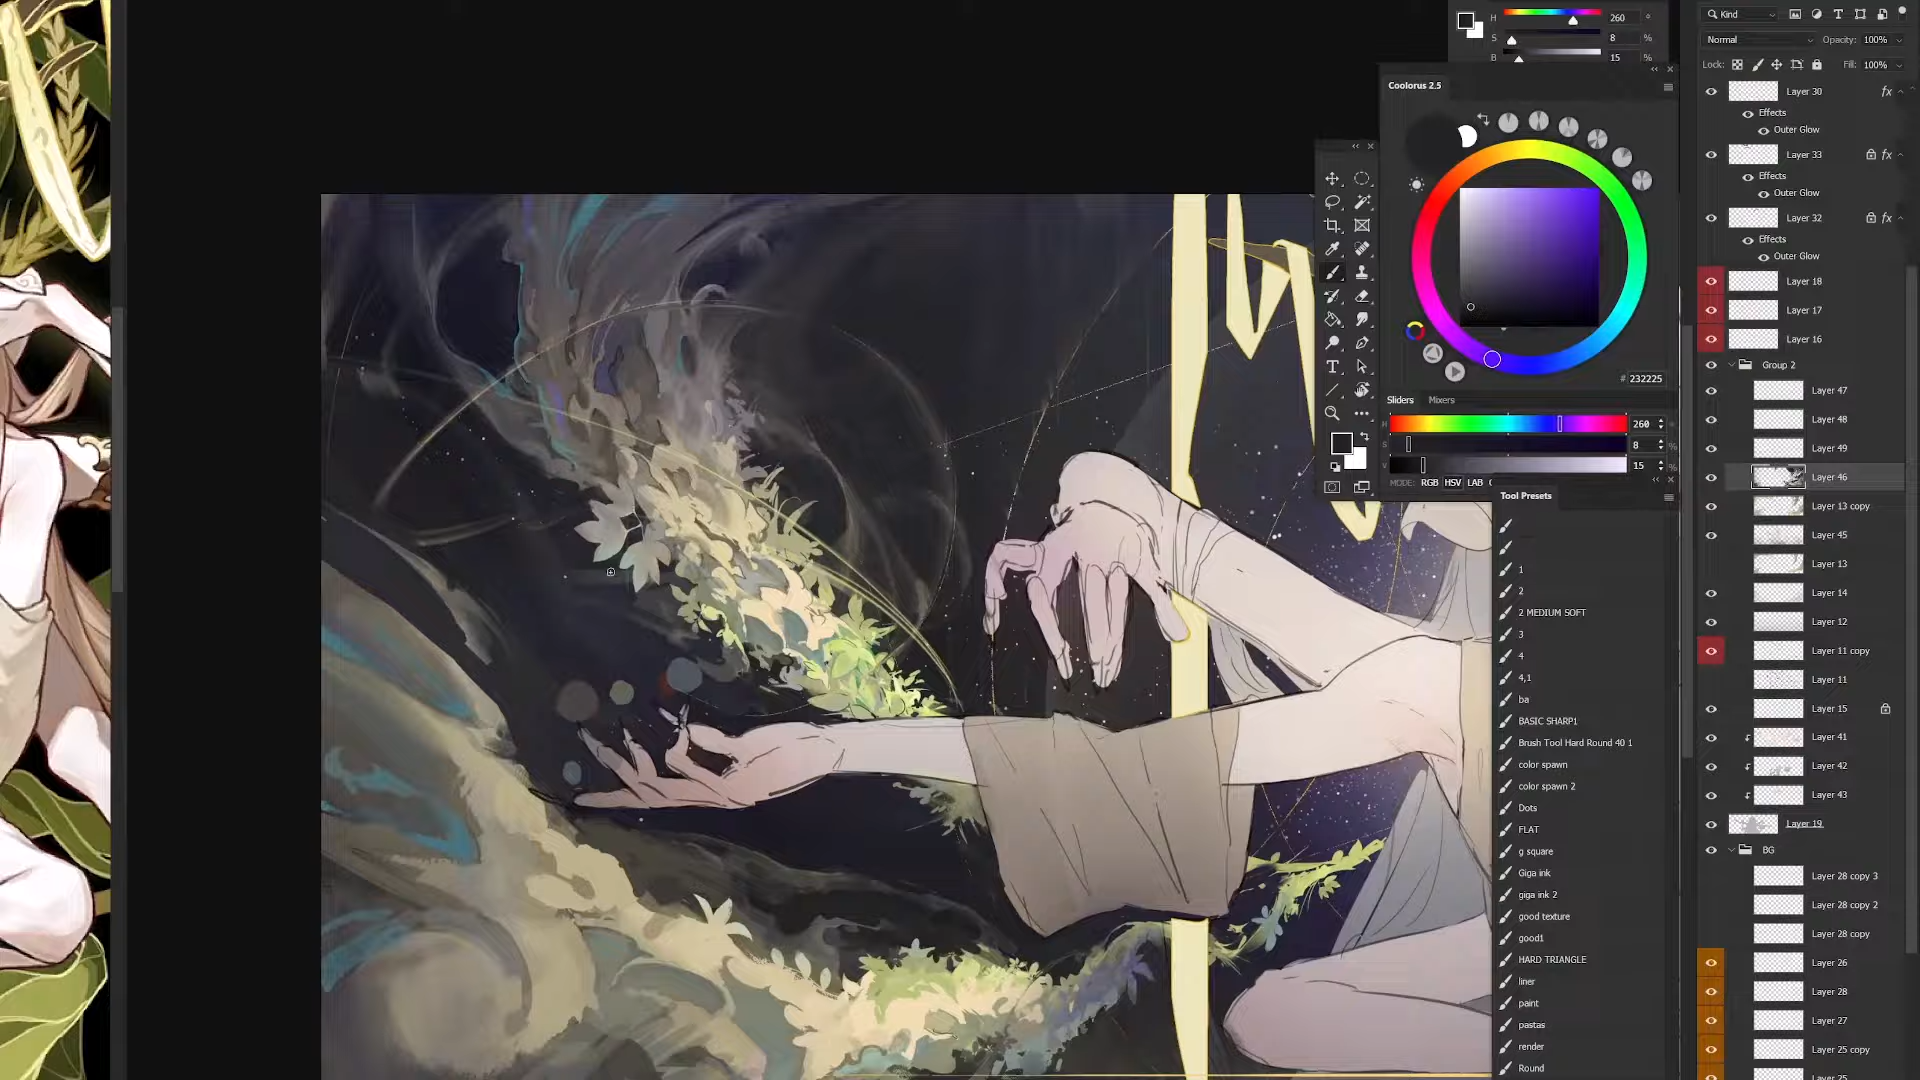 H 260 °
S 8 %
B 15 %
Coolorus 2.5
# 232225
Sliders Mixers
H 260 °
S 8 %
V 15 %
MODE: RGB HSV LAB
Tool Presets
1
2
2 MEDIUM SOFT
3
4
4,1
ba
BASIC SHARP1
Brush Tool Hard Round 40 1
color spawn
color spawn 2
Dots
FLAT
g square
Giga ink
giga ink 2
good texture
good1
HARD TRIANGLE
liner
paint
pastas
render
Round
Kind
Normal Opacity: 100%
Lock: Fill: 100%
Layer 30 fx
Effects
Outer Glow
Layer 33 fx
Effects
Outer Glow
Layer 32 fx
Effects
Outer Glow
Layer 18
Layer 17
Layer 16
Group 2
Layer 47
Layer 48
Layer 49
Layer 46
Layer 13 copy
Layer 45
Layer 13
Layer 14
Layer 12
Layer 11 copy
Layer 11
Layer 15
Layer 41
Layer 42
Layer 43
Layer 19
BG
Layer 28 copy 3
Layer 28 copy 2
Layer 28 copy
Layer 26
Layer 28
Layer 27
Layer 25 copy
Layer 25